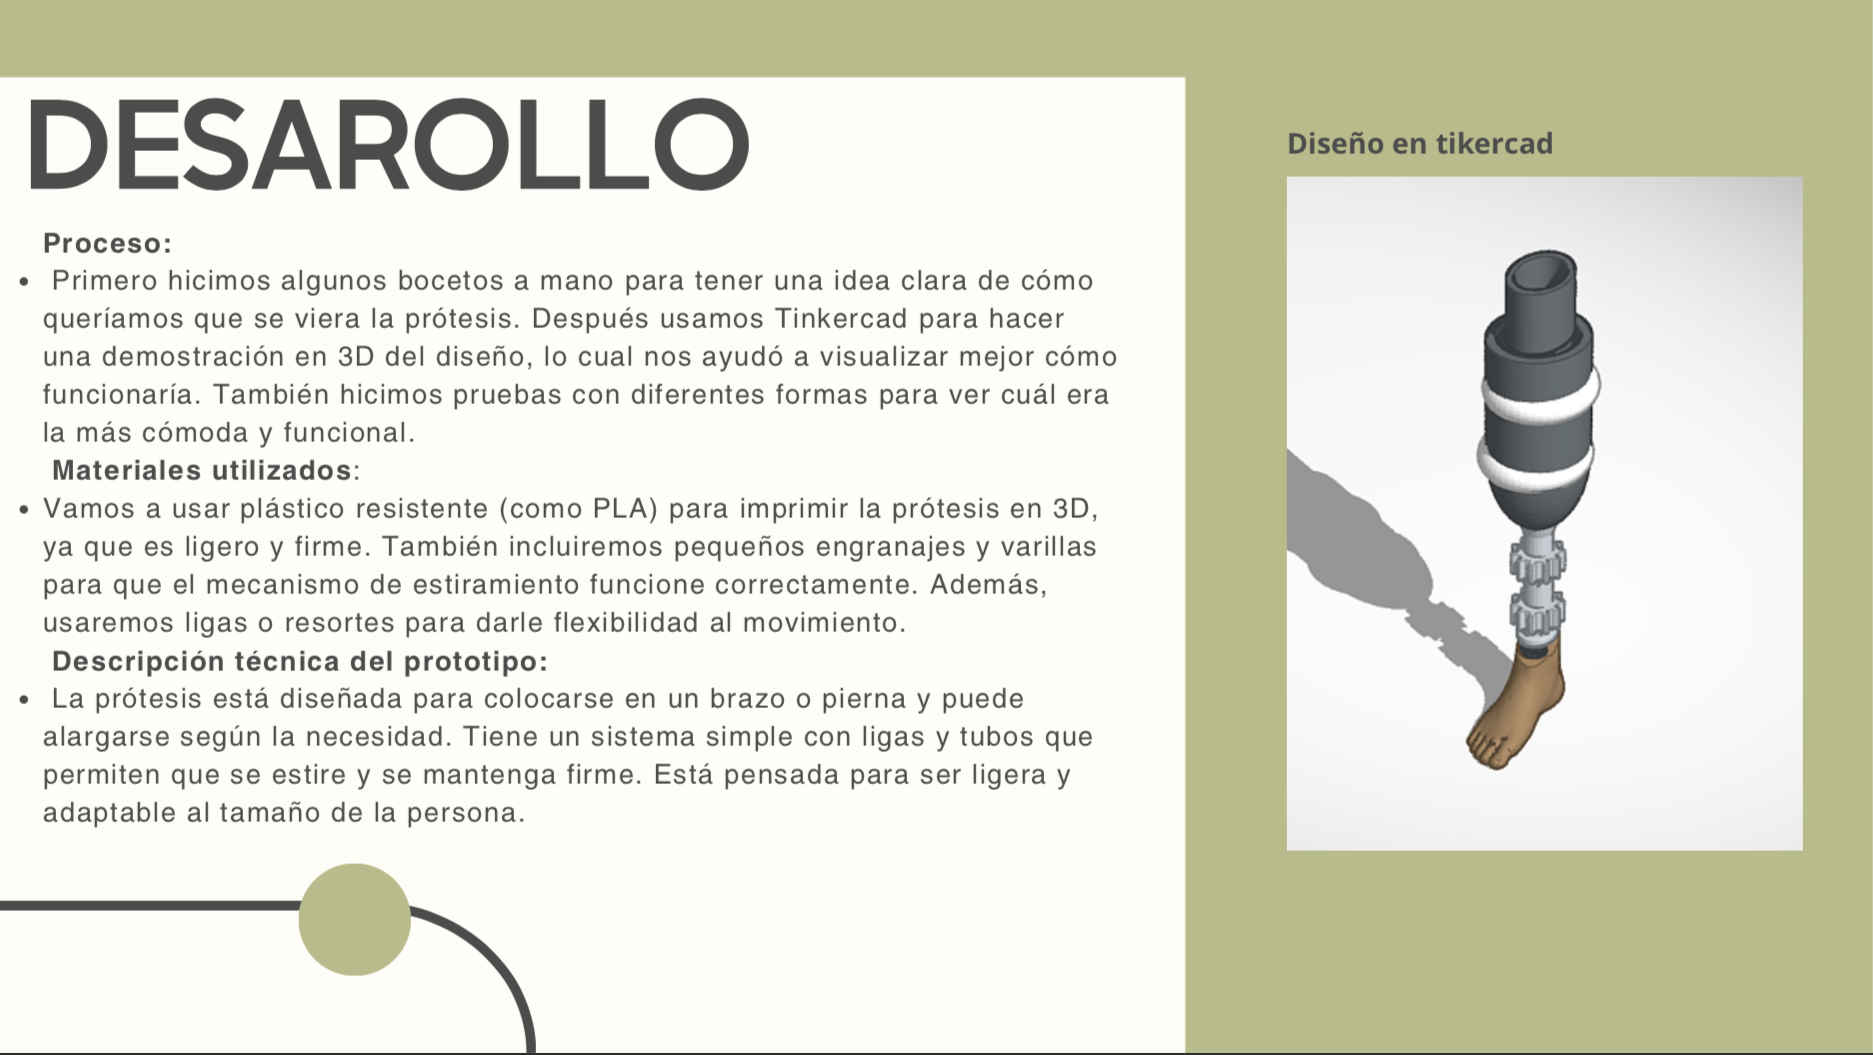 DESAROLLO
Proceso:
• Primero hicimos algunos bocetos a mano para tener una idea clara de cómo
queríamos que se viera la prótesis. Después usamos Tinkercad para hacer
una demostración en 3D del diseño, lo cual nos ayudó a visualizar mejor cómo
funcionaría. También hicimos pruebas con diferentes formas para ver cuál era
la más cómoda y funcional.
Materiales utilizados:
• Vamos a usar plástico resistente (como PLA) para imprimir la prótesis en 3D,
ya que es ligero y firme. También incluiremos pequeños engranajes y varillas
para que el mecanismo de estiramiento funcione correctamente. Además,
usaremos ligas o resortes para darle flexibilidad al movimiento.
Descripción técnica del prototipo:
• La prótesis está diseñada para colocarse en un brazo o pierna y puede
alargarse según la necesidad. Tiene un sistema simple con ligas y tubos que
permiten que se estire y se mantenga firme. Está pensada para ser ligera y
adaptable al tamaño de la persona.
Diseño en tikercad